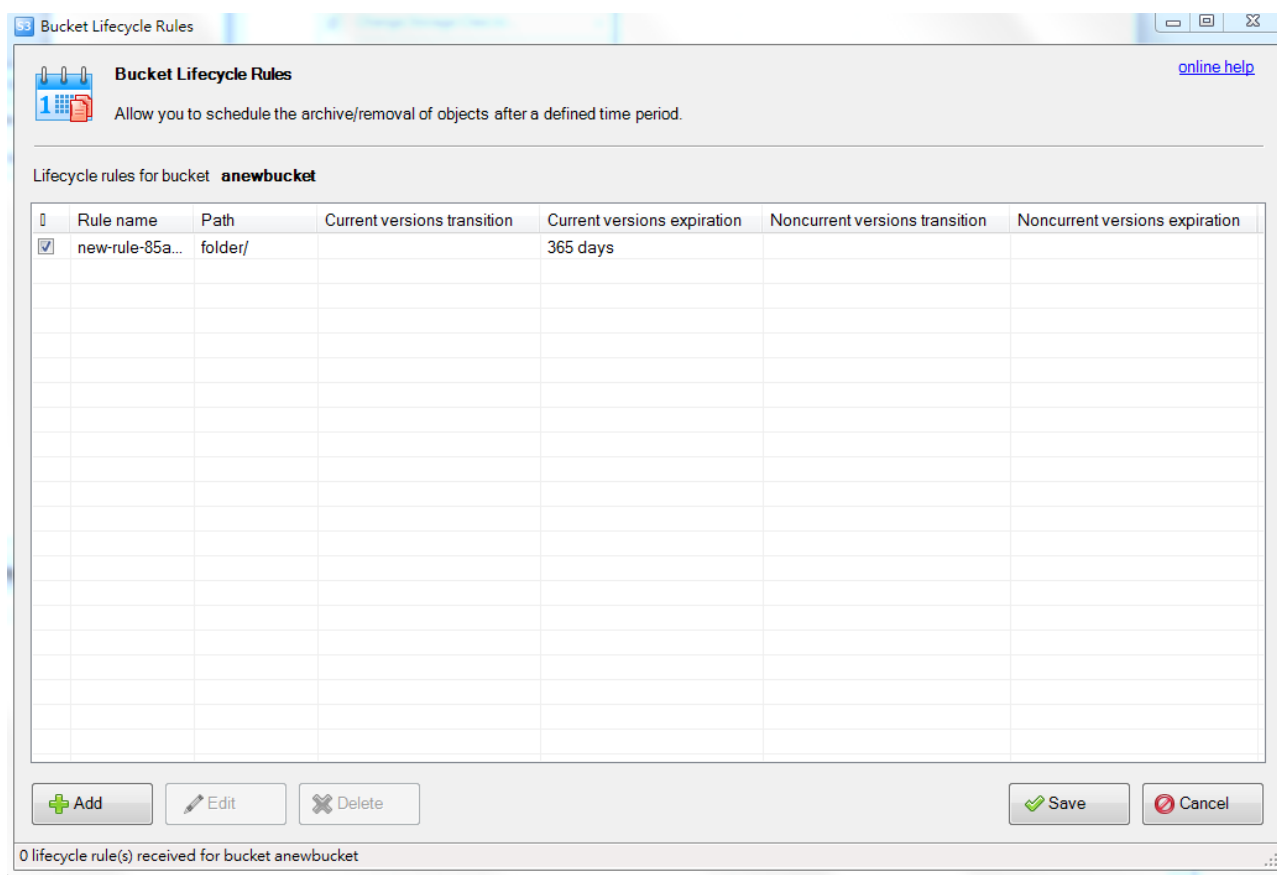 S3 Bucket Lifecycle Rules
Bucket Lifecycle Rules
online help
1
Allow you to schedule the archive/removal of objects after a defined time period.
Lifecycle rules for bucket anewbucket
Rule name Path Current versions transition Current versions expiration Noncurrent versions transition Noncurrent versions expiration
new-rule-85a... folder/ 365 days
Add Edit Delete Save Cancel
0 lifecycle rule(s) received for bucket anewbucket